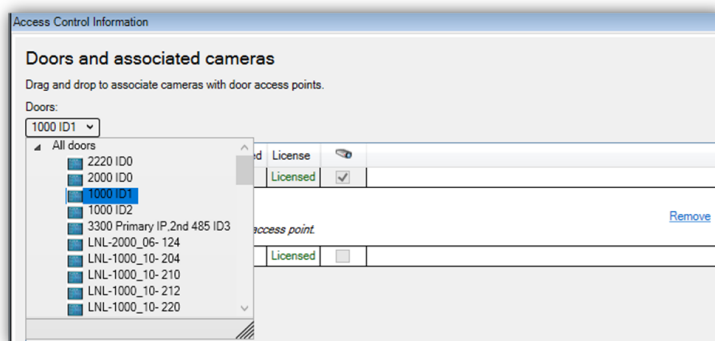 Access Control Information
Doors and associated cameras
Drag and drop to associate cameras with door access points.
Doors:
1000 ID1
All doors
2220 ID0
2000 ID0
1000 ID1
1000 ID2
3300 Primary IP,2nd 485 ID3
LNL-2000_06- 124
LNL-1000_10- 204
LNL-1000_10- 210
LNL-1000_10- 212
LNL-1000_10- 220
License
Licensed
Remove
access point.
Licensed